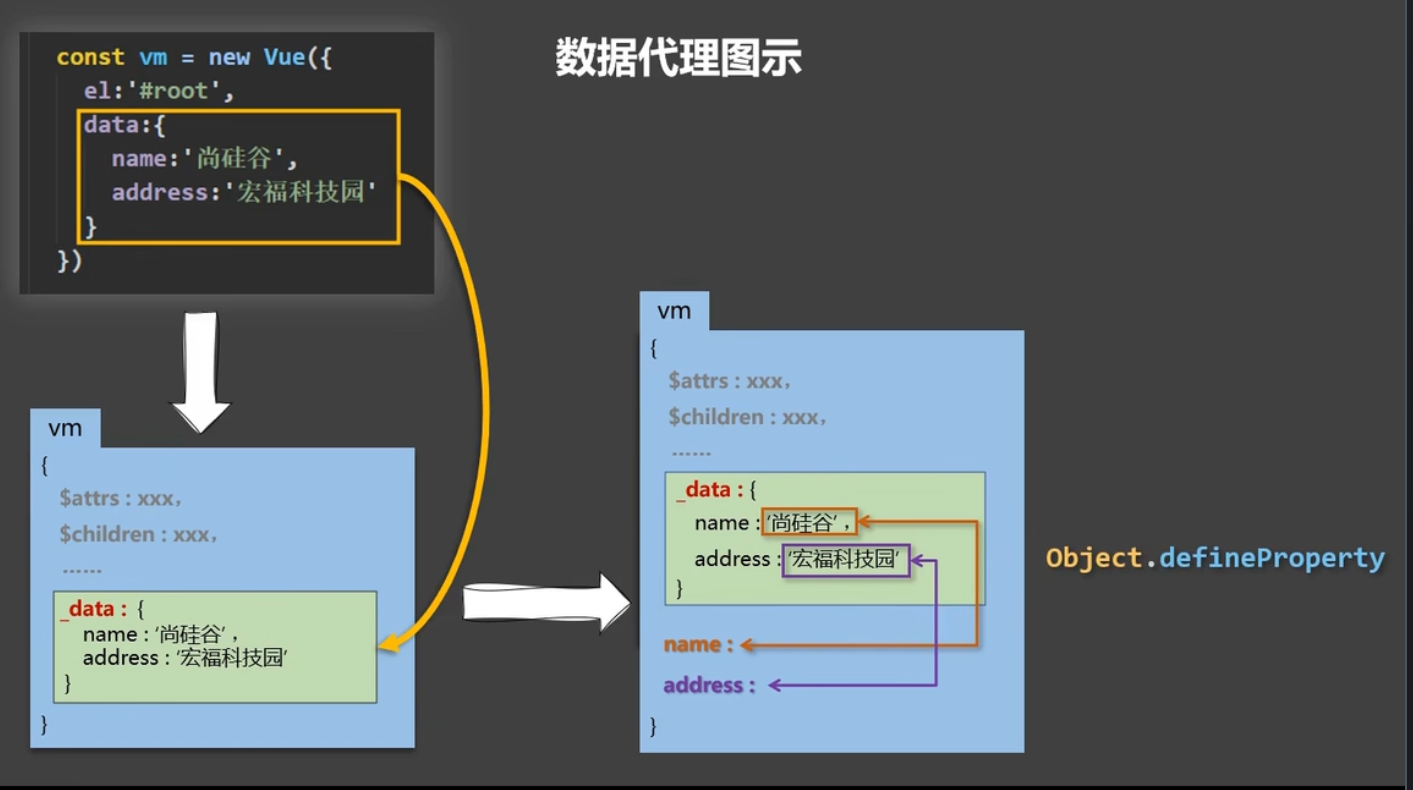 数据代理图示
const vm = new Vue({
el:'#root',
data:{
name:'尚硅谷',
address:'宏福科技园'
}
})
vm
{
$attrs : xxx，
$children : xxx，
……
_data : {
name : ‘尚硅谷’，
address : ‘宏福科技园’
}
}
vm
{
$attrs : xxx，
$children : xxx，
……
_data : {
name : ‘尚硅谷’，
address : ‘宏福科技园’
}
name :
address :
}
Object.defineProperty